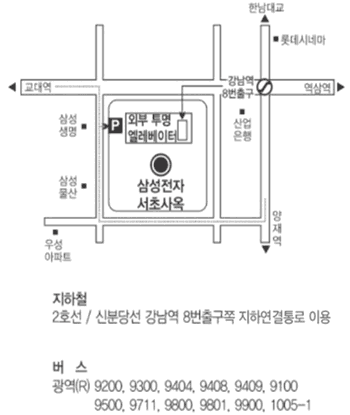 한남대교
롯데시네마
강남역
8번출구
교대역
역삼역
삼성
생명
P
외부 투명
엘레베이터
산업
은행
삼성전자
서초사옥
삼성
물산
양재역
우성
아파트
지하철
2호선 / 신분당선 강남역 8번출구쪽 지하연결통로 이용
버 스
광역(R) 9200, 9300, 9404, 9408, 9409, 9100
9500, 9711, 9800, 9801, 9900, 1005-1